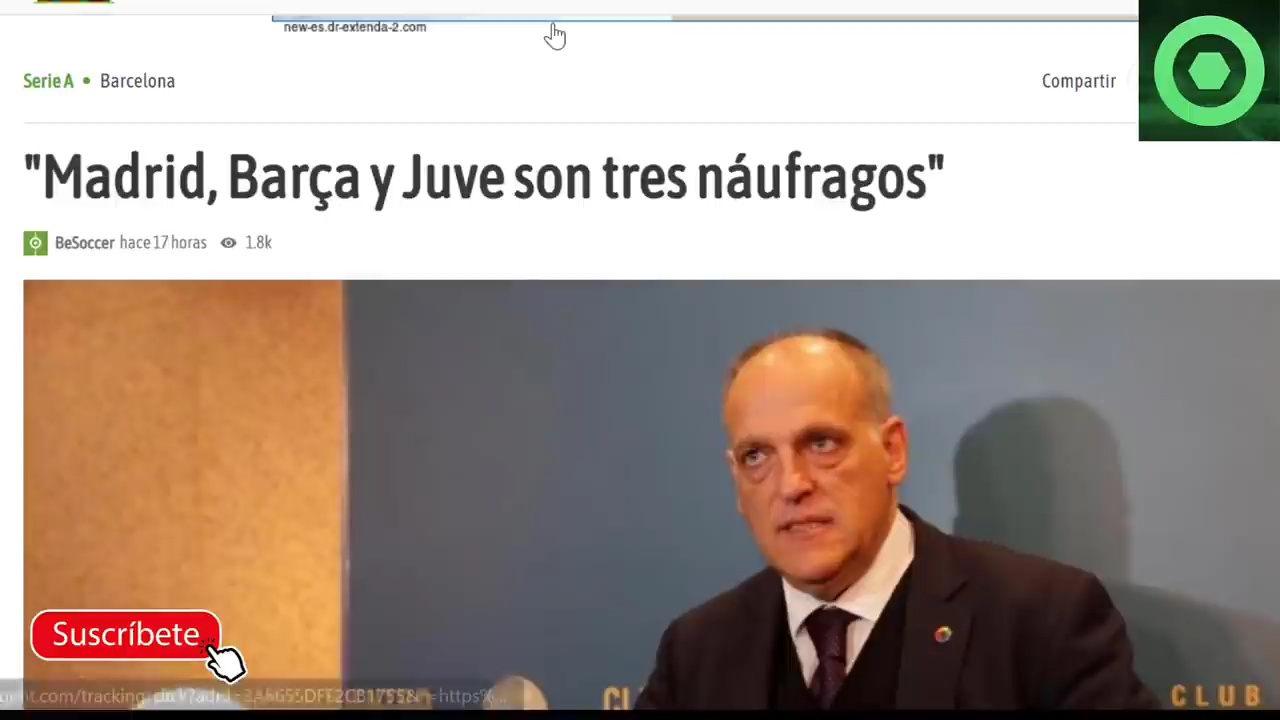 new-es.dr-extenda-2.com
Serie A • Barcelona
Compartir
"Madrid, Barça y Juve son tres náufragos"
BeSoccer hace 17 horas 1.8k
Suscríbete
CLUB